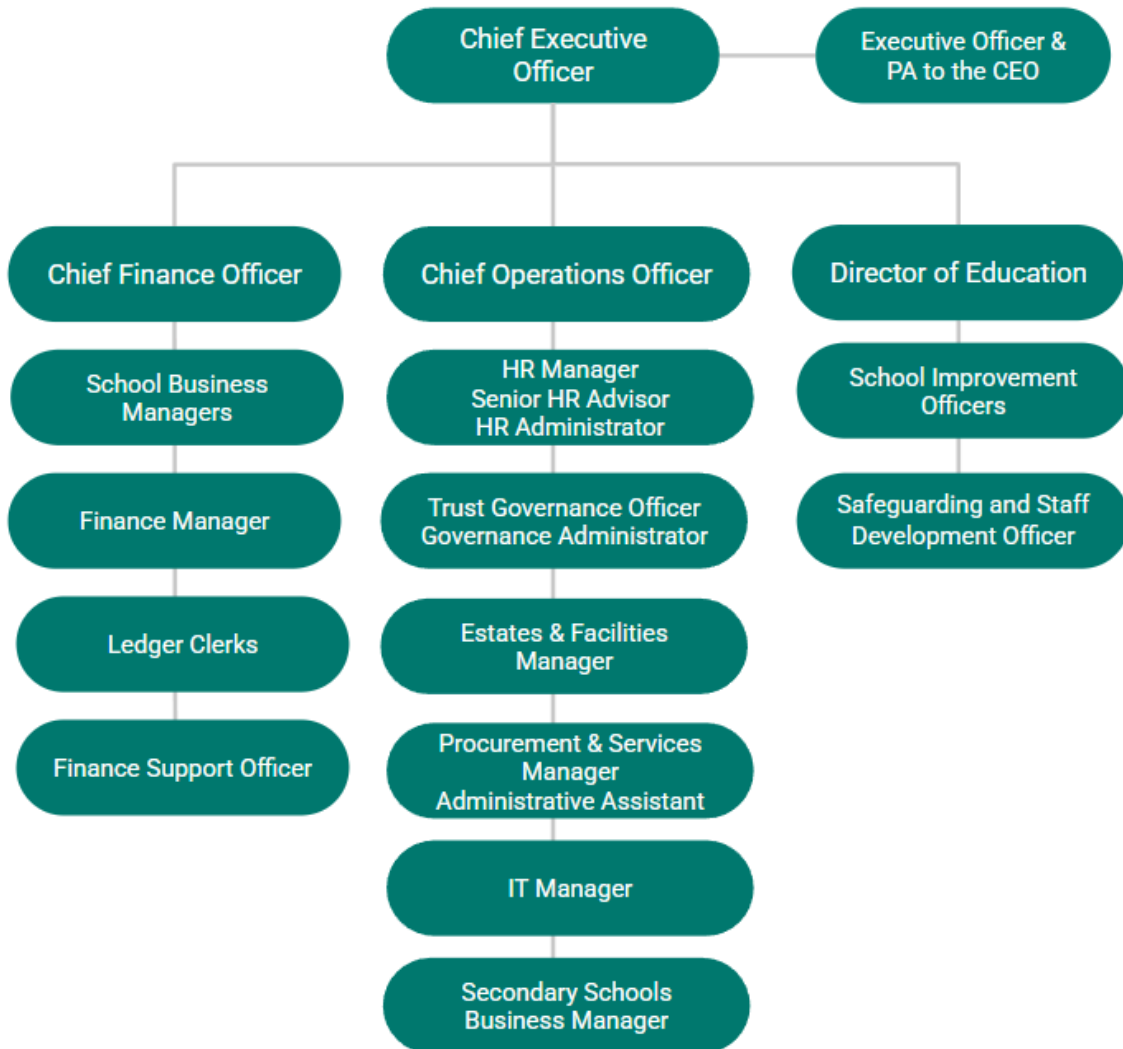 Chief Executive
Officer
Executive Officer &
PA to the CEO
Chief Finance Officer
Chief Operations Officer
Director of Education
School Business
Managers
HR Manager
Senior HR Advisor
HR Administrator
School Improvement
Officers
Finance Manager
Trust Governance Officer
Governance Administrator
Safeguarding and Staff
Development Officer
Ledger Clerks
Estates & Facilities
Manager
Finance Support Officer
Procurement & Services
Manager
Administrative Assistant
IT Manager
Secondary Schools
Business Manager